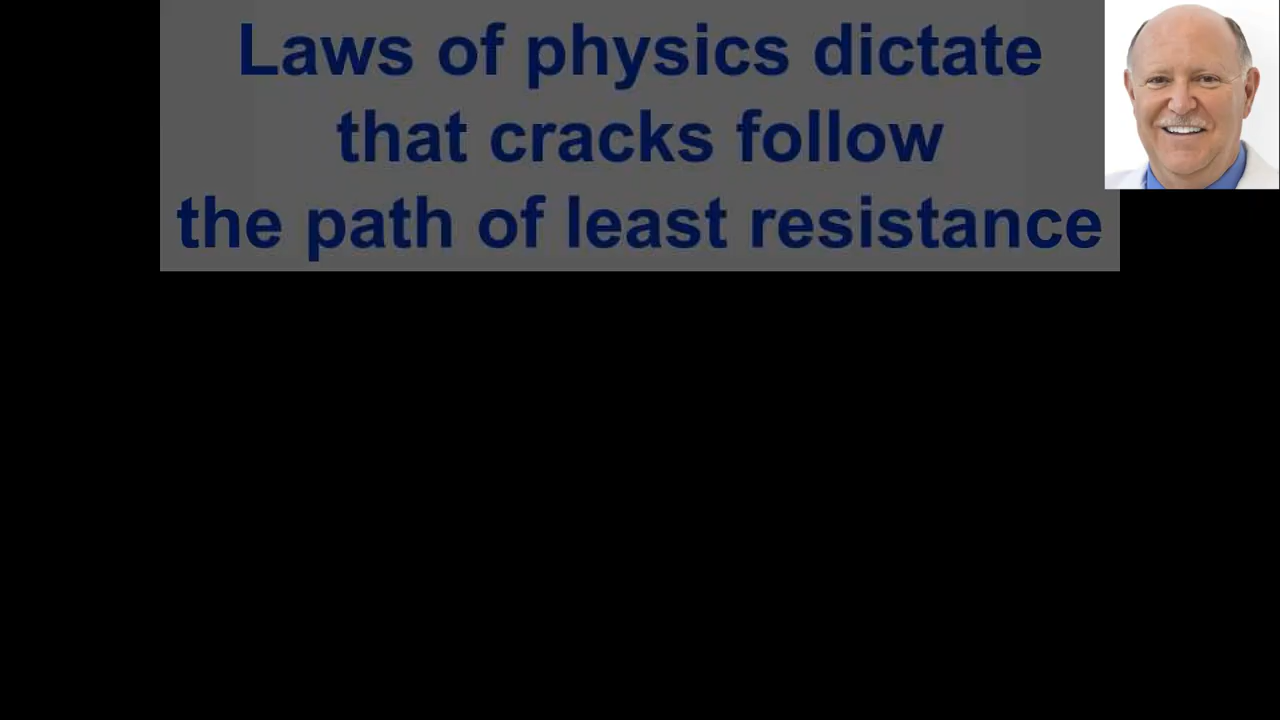 Laws of physics dictate
that cracks follow
the path of least resistance